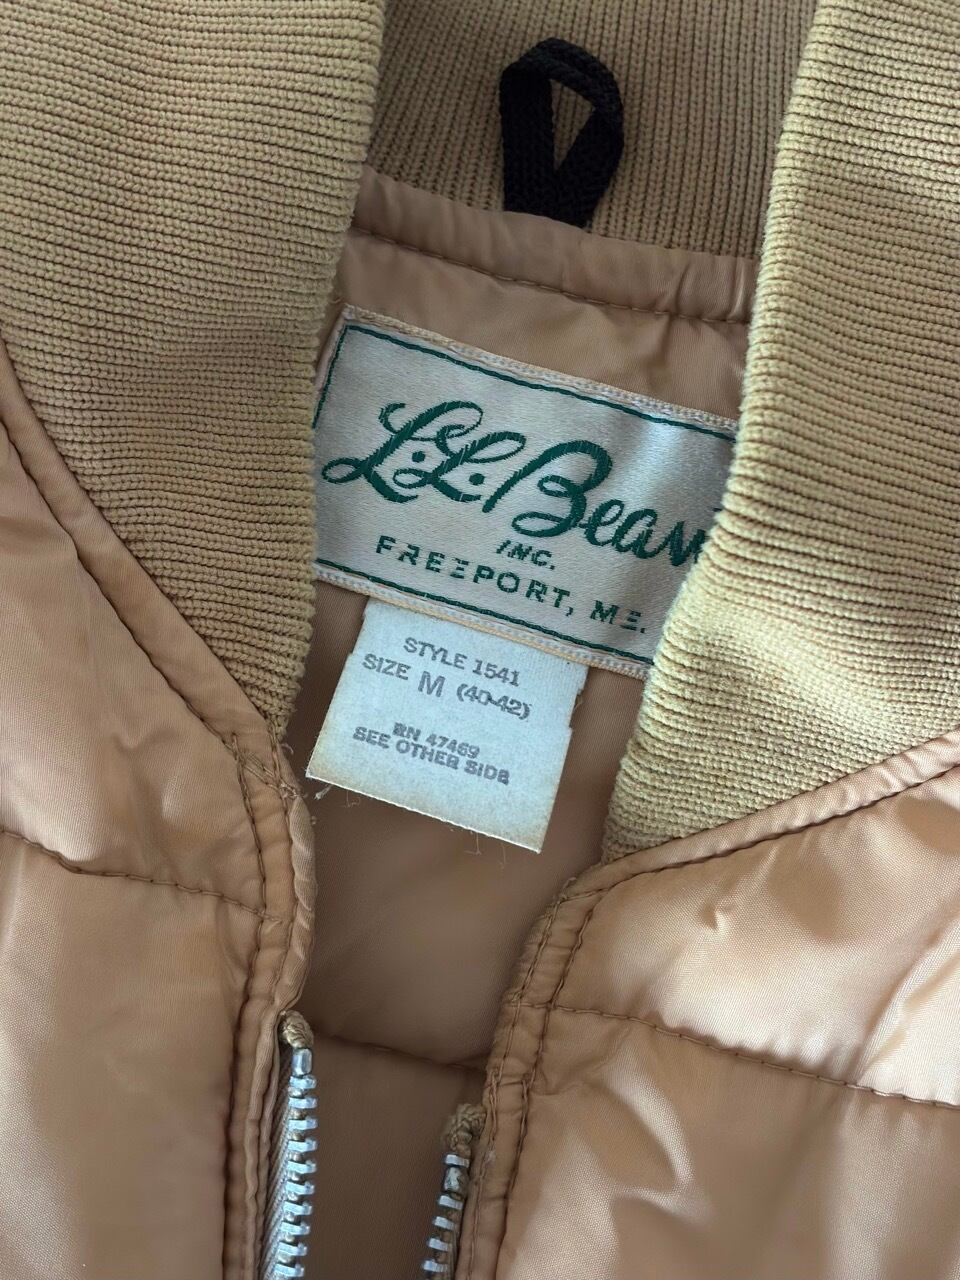 L.L.Bean
INC.
FREEPORT, ME.
STYLE 1541
SIZE M (40-42)
RN 47469
SEE OTHER SIDE